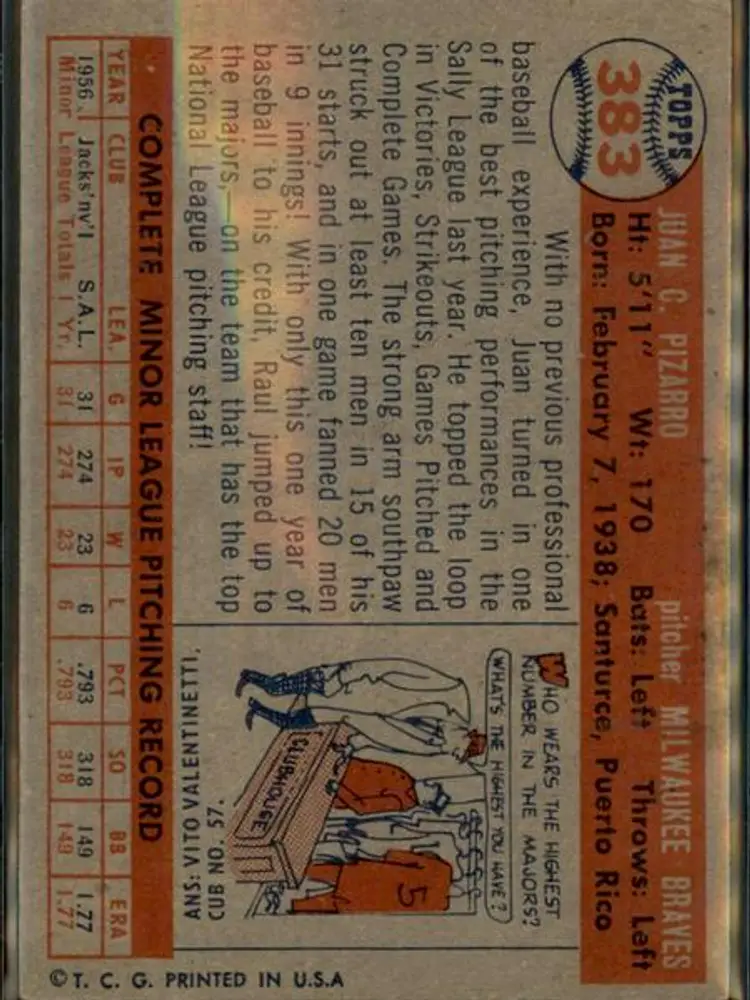 TOPPS
383
JUAN C. PIZARRO pitcher MILWAUKEE BRAVES
Ht: 5'11" Wt: 170 Bats: Left Throws: Left
Born: February 7, 1938; Santurce, Puerto Rico
With no previous professional
baseball experience, Juan turned in one
of the best pitching performances in the
Sally League last year. He topped the loop
in Victories, Strikeouts, Games Pitched and
Complete Games. The strong arm southpaw
struck out at least ten men in 15 of his
31 starts, and in one game fanned 20 men
in 9 innings! With only this one year of
baseball to his credit, Raul jumped up to
the majors,—on the team that has the top
National League pitching staff!
WHO WEARS THE HIGHEST
NUMBER IN THE MAJORS?
WHAT'S THE HIGHEST YOU HAVE?
CLUBHOUSE
5
ANS: VITO VALENTINETTI,
CUB NO. 57.
COMPLETE MINOR LEAGUE PITCHING RECORD
YEAR CLUB LEA. G IP W L PCT SO BB ERA
1956 Jacks'nv'l S.A.L. 31 274 23 6 .793 318 149 1.77
Minor League Totals 1 Yr. 31 274 23 6 .793 318 149 1.77
© T. C. G. PRINTED IN U.S.A